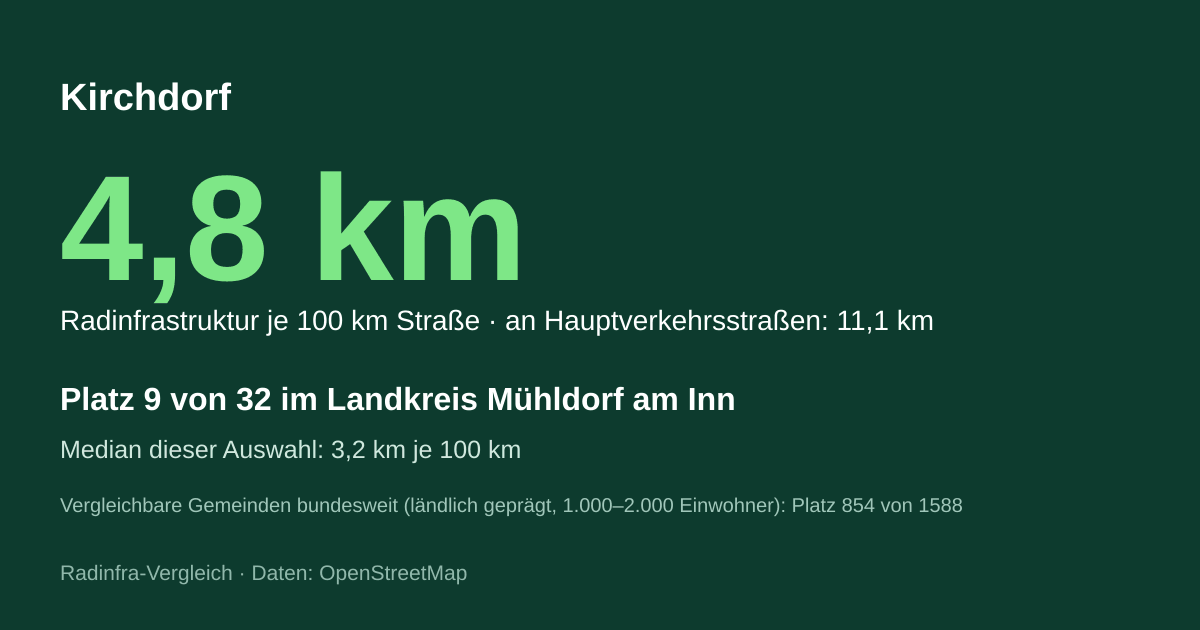 Kirchdorf
4,8 km
Radinfrastruktur je 100 km Straße · an Hauptverkehrsstraßen: 11,1 km
Platz 9 von 32 im Landkreis Mühldorf am Inn
Median dieser Auswahl: 3,2 km je 100 km
Vergleichbare Gemeinden bundesweit (ländlich geprägt, 1.000–2.000 Einwohner): Platz 854 von 1588
Radinfra-Vergleich · Daten: OpenStreetMap